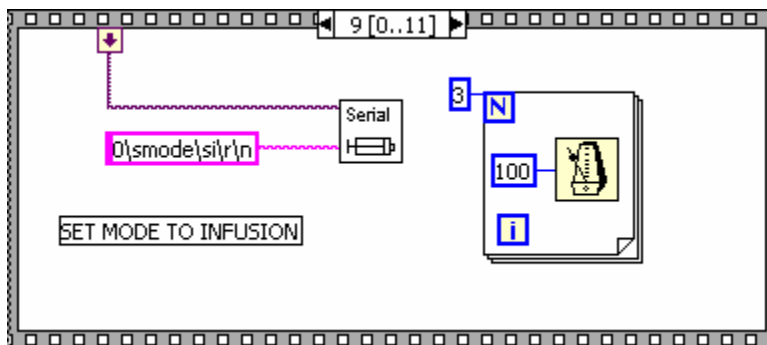 9 [0..11]
Serial
3
N
0\smode\si\r\n
100
SET MODE TO INFUSION
i